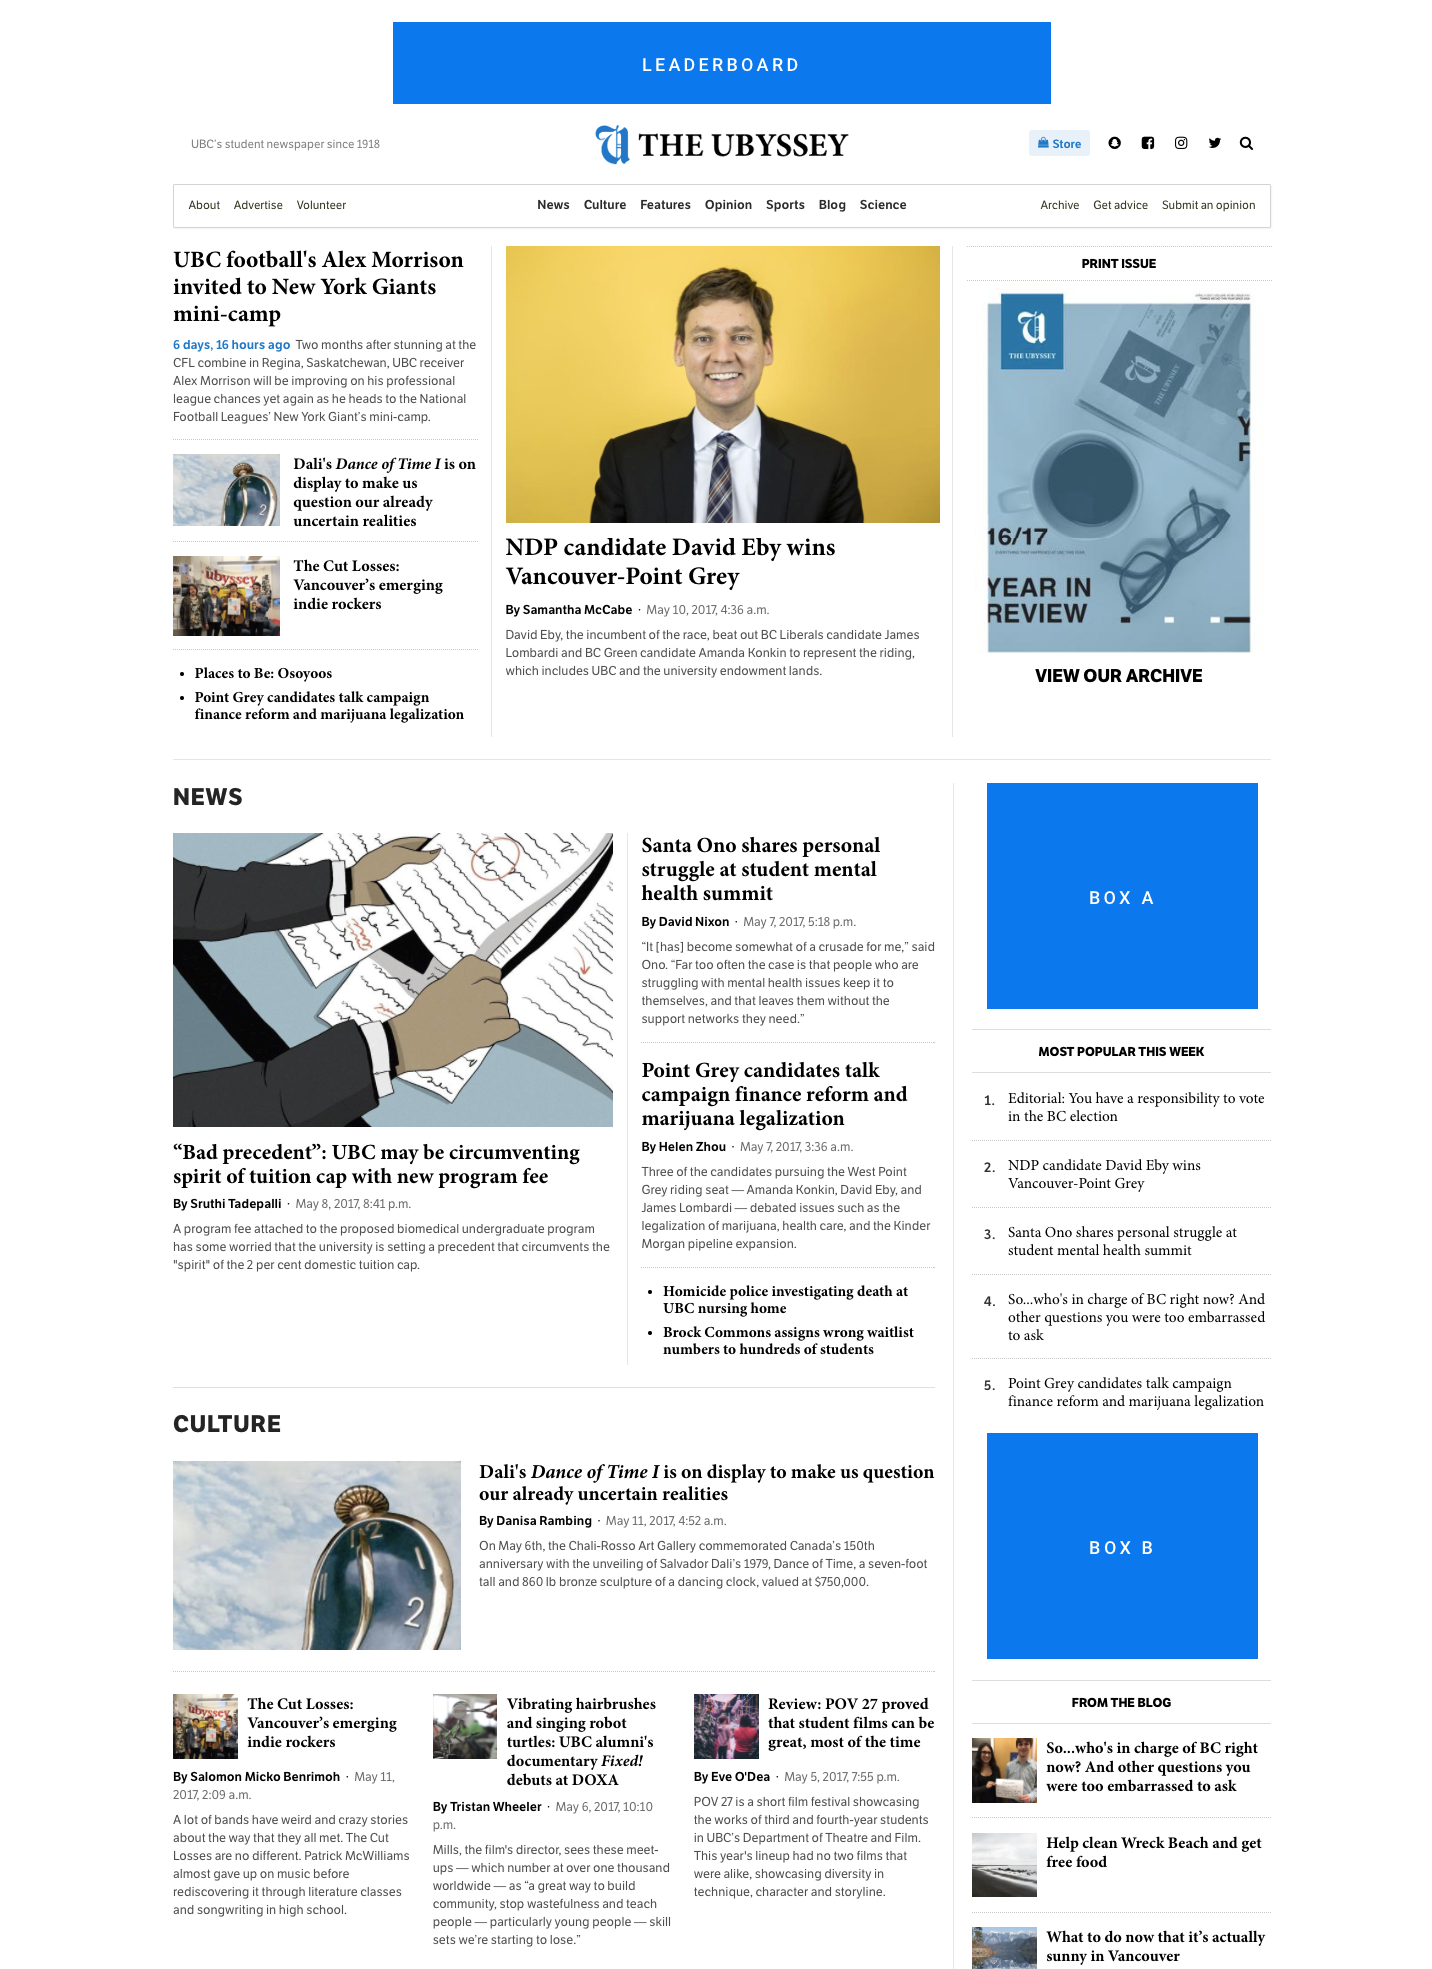 LEADERBOARD
UBC's student newspaper since 1918
THE UBYSSEY
Store
About Advertise Volunteer
News Culture Features Opinion Sports Blog Science
Archive Get advice Submit an opinion
UBC football's Alex Morrison
invited to New York Giants
mini-camp
6 days, 16 hours ago Two months after stunning at the
CFL combine in Regina, Saskatchewan, UBC receiver
Alex Morrison will be improving on his professional
league chances yet again as he heads to the National
Football Leagues' New York Giant's mini-camp.
Dali's Dance of Time I is on
display to make us
question our already
uncertain realities
ubyssey
The Cut Losses:
Vancouver's emerging
indie rockers
• Places to Be: Osoyoos
• Point Grey candidates talk campaign
finance reform and marijuana legalization
NDP candidate David Eby wins
Vancouver-Point Grey
By Samantha McCabe · May 10, 2017, 4:36 a.m.
David Eby, the incumbent of the race, beat out BC Liberals candidate James
Lombardi and BC Green candidate Amanda Konkin to represent the riding,
which includes UBC and the university endowment lands.
PRINT ISSUE
THE UBYSSEY
THE UBYSSEY
16/17
EVERYTHING THAT HAPPENED AT UBC THIS YEAR
YEAR IN
REVIEW
VIEW OUR ARCHIVE
NEWS
“Bad precedent”: UBC may be circumventing
spirit of tuition cap with new program fee
By Sruthi Tadepalli · May 8, 2017, 8:41 p.m.
A program fee attached to the proposed biomedical undergraduate program
has some worried that the university is setting a precedent that circumvents the
"spirit" of the 2 per cent domestic tuition cap.
Santa Ono shares personal
struggle at student mental
health summit
By David Nixon · May 7, 2017, 5:18 p.m.
“It [has] become somewhat of a crusade for me,” said
Ono. “Far too often the case is that people who are
struggling with mental health issues keep it to
themselves, and that leaves them without the
support networks they need.”
Point Grey candidates talk
campaign finance reform and
marijuana legalization
By Helen Zhou · May 7, 2017, 3:36 a.m.
Three of the candidates pursuing the West Point
Grey riding seat — Amanda Konkin, David Eby, and
James Lombardi — debated issues such as the
legalization of marijuana, health care, and the Kinder
Morgan pipeline expansion.
• Homicide police investigating death at
UBC nursing home
• Brock Commons assigns wrong waitlist
numbers to hundreds of students
BOX A
MOST POPULAR THIS WEEK
1. Editorial: You have a responsibility to vote
in the BC election
2. NDP candidate David Eby wins
Vancouver-Point Grey
3. Santa Ono shares personal struggle at
student mental health summit
4. So...who's in charge of BC right now? And
other questions you were too embarrassed
to ask
5. Point Grey candidates talk campaign
finance reform and marijuana legalization
BOX B
CULTURE
12
1
2
Dali's Dance of Time I is on display to make us question
our already uncertain realities
By Danisa Rambing · May 11, 2017, 4:52 a.m.
On May 6th, the Chali-Rosso Art Gallery commemorated Canada's 150th
anniversary with the unveiling of Salvador Dali's 1979, Dance of Time, a seven-foot
tall and 860 lb bronze sculpture of a dancing clock, valued at $750,000.
ubyssey
The Cut Losses:
Vancouver's emerging
indie rockers
By Salomon Micko Benrimoh · May 11,
2017, 2:09 a.m.
A lot of bands have weird and crazy stories
about the way that they all met. The Cut
Losses are no different. Patrick McWilliams
almost gave up on music before
rediscovering it through literature classes
and songwriting in high school.
Vibrating hairbrushes
and singing robot
turtles: UBC alumni's
documentary Fixed!
debuts at DOXA
By Tristan Wheeler · May 6, 2017, 10:10
p.m.
Mills, the film's director, sees these meet-
ups — which number at over one thousand
worldwide — as “a great way to build
community, stop wastefulness and teach
people — particularly young people — skill
sets we're starting to lose.”
Review: POV 27 proved
that student films can be
great, most of the time
By Eve O'Dea · May 5, 2017, 7:55 p.m.
POV 27 is a short film festival showcasing
the works of third and fourth-year students
in UBC's Department of Theatre and Film.
This year's lineup had no two films that
were alike, showcasing diversity in
technique, character and storyline.
FROM THE BLOG
So...who's in charge of BC right
now? And other questions you
were too embarrassed to ask
Help clean Wreck Beach and get
free food
What to do now that it's actually
sunny in Vancouver